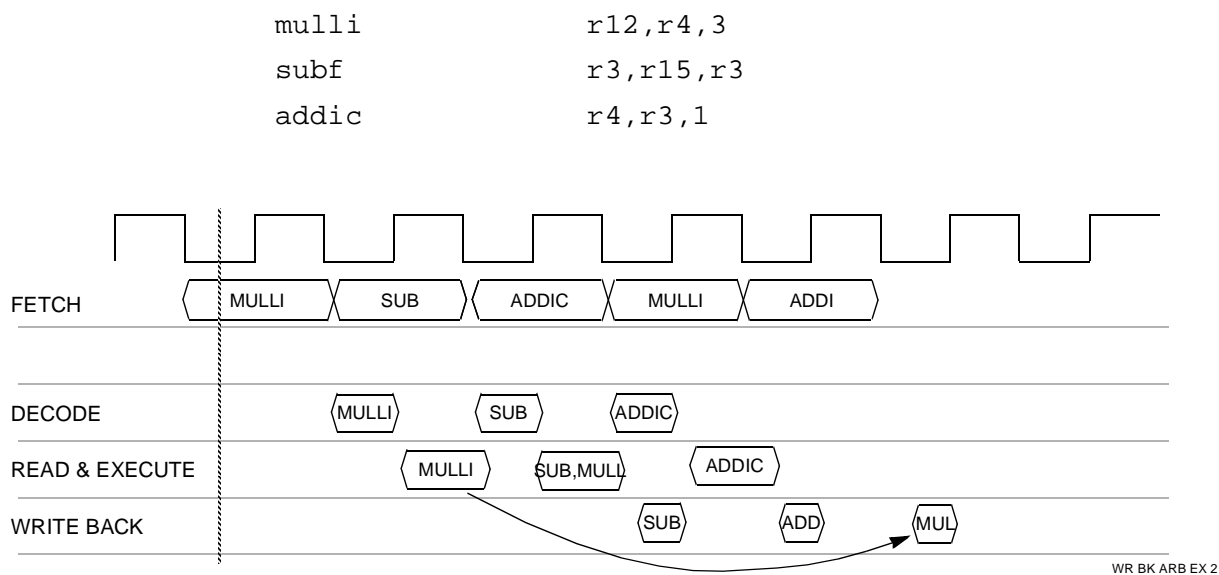 mulli r12,r4,3
subf r3,r15,r3
addic r4,r3,1
FETCH MULLI SUB ADDIC MULLI ADDI
DECODE MULLI SUB ADDIC
READ & EXECUTE MULLI SUB,MULL ADDIC
WRITE BACK SUB ADD MUL
WR BK ARB EX 2